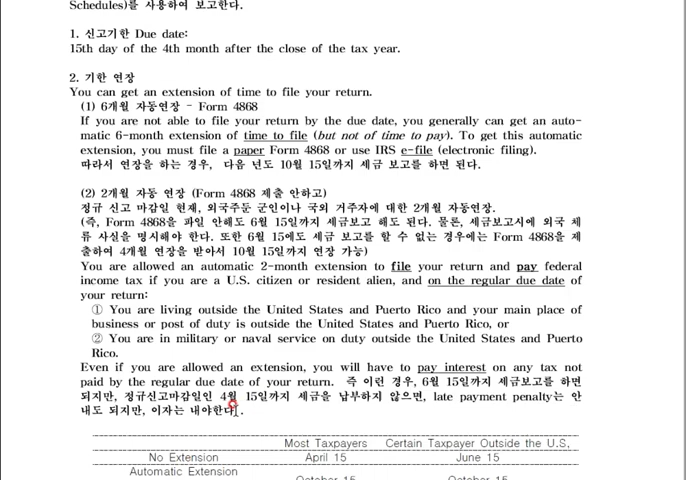 Schedules)를 사용하여 보고한다.
1. 신고기한 Due date:
15th day of the 4th month after the close of the tax year.
2. 기한 연장
You can get an extension of time to file your return.
(1) 6개월 자동연장 - Form 4868
If you are not able to file your return by the due date, you generally can get an auto-
matic 6-month extension of time to file (but not of time to pay). To get this automatic
extension, you must file a paper Form 4868 or use IRS e-file (electronic filing).
따라서 연장을 하는 경우, 다음 년도 10월 15일까지 세금 보고를 하면 된다.
(2) 2개월 자동 연장 (Form 4868 제출 안하고)
정규 신고 마감일 현재, 외국주둔 군인이나 국외 거주자에 대한 2개월 자동연장.
(즉, Form 4868을 파일 안해도 6월 15일까지 세금보고 해도 된다. 물론, 세금보고시에 외국 체
류 사실을 명시해야 한다. 또한 6월 15에도 세금 보고를 할 수 없는 경우에는 Form 4868을 제
출하여 4개월 연장을 받아서 10월 15일까지 연장 가능)
You are allowed an automatic 2-month extension to file your return and pay federal
income tax if you are a U.S. citizen or resident alien, and on the regular due date of
your return:
① You are living outside the United States and Puerto Rico and your main place of
business or post of duty is outside the United States and Puerto Rico, or
② You are in military or naval service on duty outside the United States and Puerto
Rico.
Even if you are allowed an extension, you will have to pay interest on any tax not
paid by the regular due date of your return. 즉 이런 경우, 6월 15일까지 세금보고를 하면
되지만, 정규신고마감일인 4월 15일까지 세금을 납부하지 않으면, late payment penalty는 안
내도 되지만, 이자는 내야한다.
Most Taxpayers Certain Taxpayer Outside the U.S,
No Extension April 15 June 15
Automatic Extension
October 15 October 15